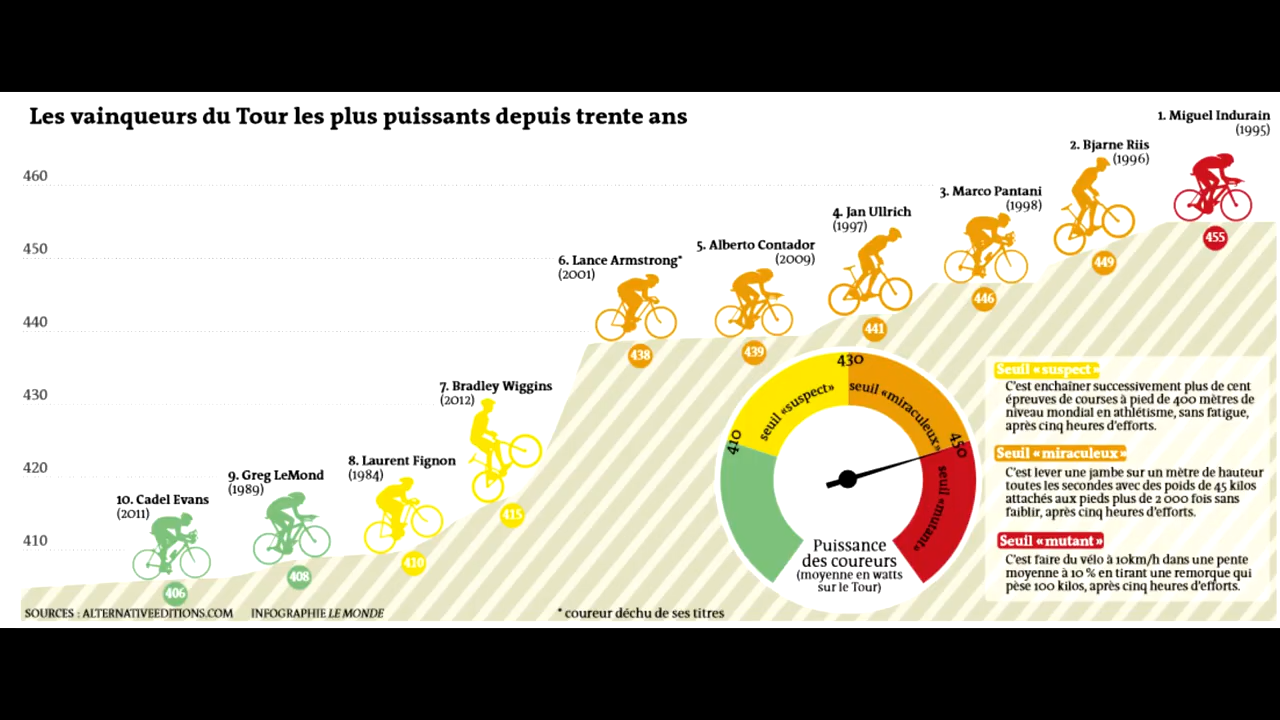 Les vainqueurs du Tour les plus puissants depuis trente ans
1. Miguel Indurain
(1995)
2. Bjarne Riis
(1996)
3. Marco Pantani
(1998)
4. Jan Ullrich
(1997)
5. Alberto Contador
(2009)
6. Lance Armstrong*
(2001)
7. Bradley Wiggins
(2012)
8. Laurent Fignon
(1984)
9. Greg LeMond
(1989)
10. Cadel Evans
(2011)
460
450
440
430
420
410
455
449
446
441
439
438
415
410
408
406
410
430
450
seuil «suspect»
seuil «miraculeux»
seuil «mutant»
Puissance
des coureurs
(moyenne en watts
sur le Tour)
Seuil «suspect»
C'est enchaîner successivement plus de cent
épreuves de courses à pied de 400 mètres de
niveau mondial en athlétisme, sans fatigue,
après cinq heures d'efforts.
Seuil «miraculeux»
C'est lever une jambe sur un mètre de hauteur
toutes les secondes avec des poids de 45 kilos
attachés aux pieds plus de 2 000 fois sans
faiblir, après cinq heures d'efforts.
Seuil «mutant»
C'est faire du vélo à 10km/h dans une pente
moyenne à 10 % en tirant une remorque qui
pèse 100 kilos, après cinq heures d'efforts.
SOURCES : ALTERNATIVEEDITIONS.COM INFOGRAPHIE LE MONDE
* coureur déchu de ses titres